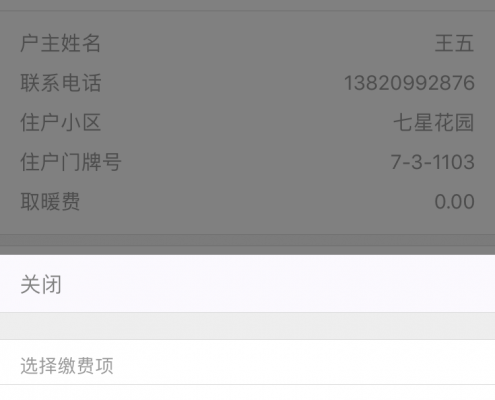 户主姓名 王五
联系电话 13820992876
住户小区 七星花园
住户门牌号 7-3-1103
取暖费 0.00
关闭
选择缴费项